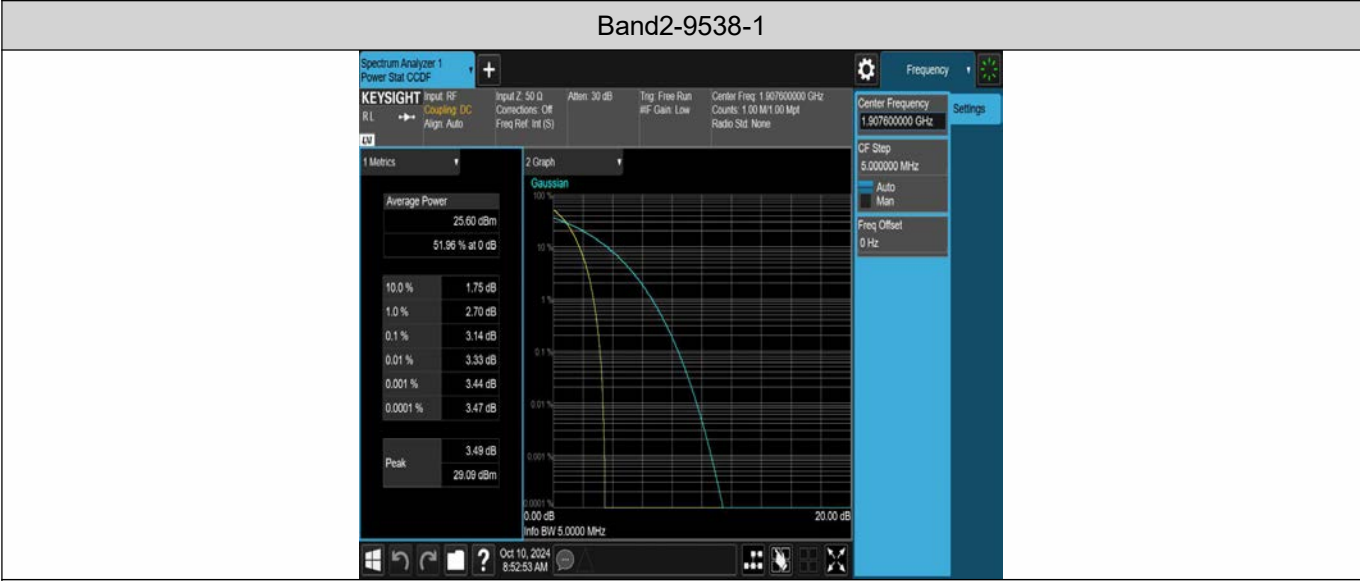 Band2-9538-1
Spectrum Analyzer 1
Power Stat CCDF
Frequency
KEYSIGHT
RL
LXI
Input: RF
Coupling: DC
Align: Auto
Input Z: 50 Ω
Corrections: Off
Freq Ref: Int (S)
Atten: 30 dB
Trig: Free Run
#IF Gain: Low
Center Freq: 1.907600000 GHz
Counts: 1.00 M/1.00 Mpt
Radio Std: None
Center Frequency
1.907600000 GHz
Settings
CF Step
5.000000 MHz
Auto
Man
Freq Offset
0 Hz
1 Metrics
Average Power
25.60 dBm
51.96 % at 0 dB
10.0 % 1.75 dB
1.0 % 2.70 dB
0.1 % 3.14 dB
0.01 % 3.33 dB
0.001 % 3.44 dB
0.0001 % 3.47 dB
Peak
3.49 dB
29.09 dBm
2 Graph
Gaussian
100 %
10 %
1 %
0.1 %
0.01 %
0.001 %
0.0001 %
0.00 dB
20.00 dB
Info BW 5.0000 MHz
?
Oct 10, 2024
8:52:53 AM